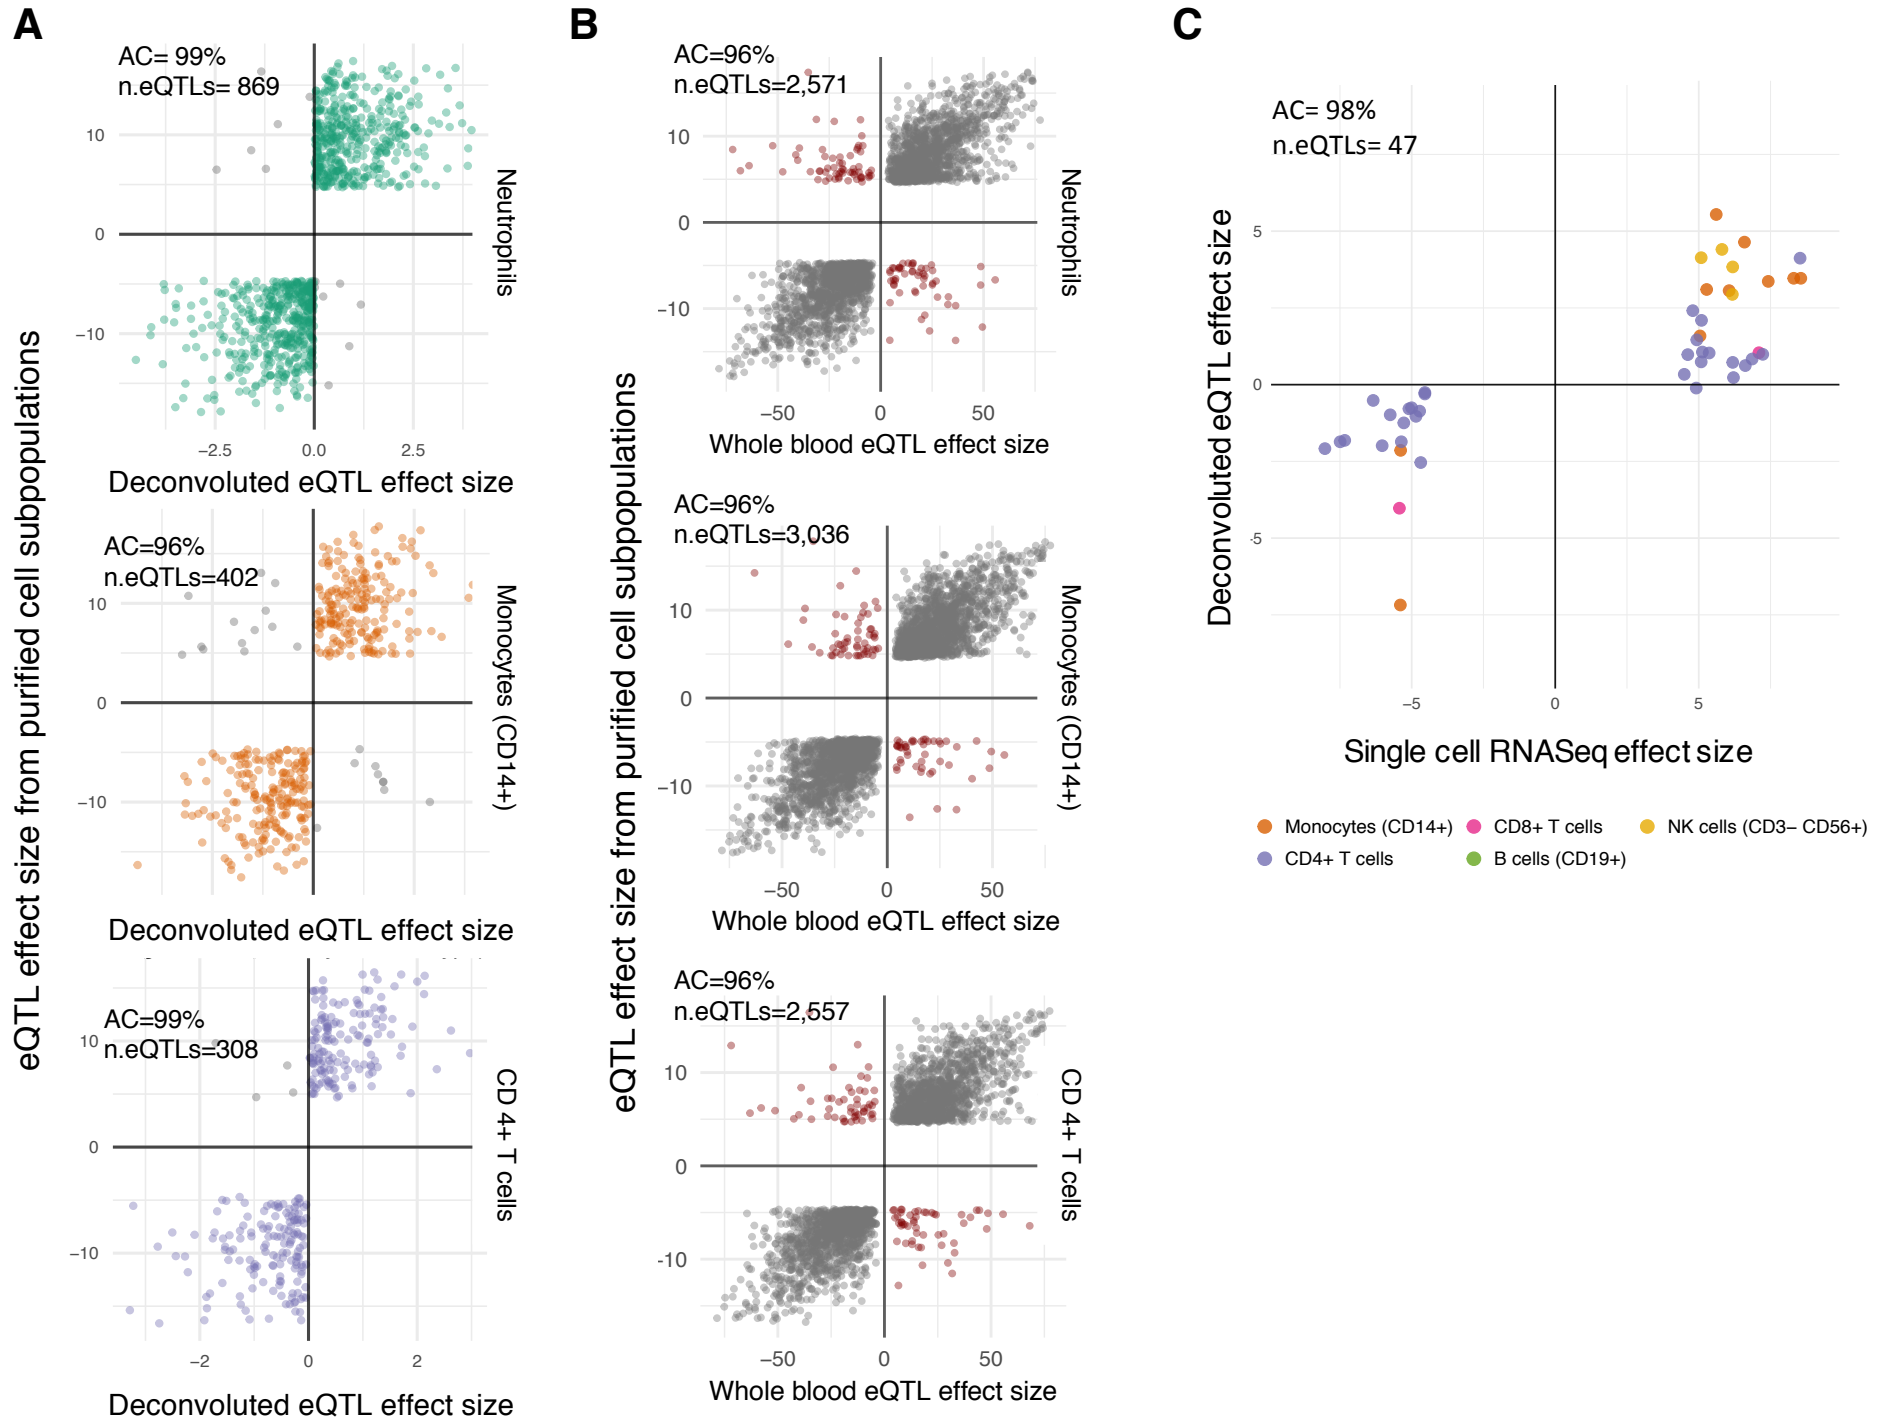 A
eQTL effect size from purified cell subpopulations
AC= 99%
n.eQTLs= 869
10
0
−10
−2.5
0.0
2.5
Neutrophils
Deconvoluted eQTL effect size
AC=96%
n.eQTLs=402
10
0
−10
Monocytes (CD14+)
Deconvoluted eQTL effect size
AC=99%
n.eQTLs=308
10
0
−10
−2
0
2
CD 4+ T cells
Deconvoluted eQTL effect size
B
eQTL effect size from purified cell subpopulations
AC=96%
n.eQTLs=2,571
10
0
−10
−50
0
50
Neutrophils
Whole blood eQTL effect size
AC=96%
n.eQTLs=3,036
10
0
−10
−50
0
50
Monocytes (CD14+)
Whole blood eQTL effect size
AC=96%
n.eQTLs=2,557
10
0
-10
−50
0
50
CD 4+ T cells
Whole blood eQTL effect size
C
AC= 98%
n.eQTLs= 47
Deconvoluted eQTL effect size
5
0
-5
−5
0
5
Single cell RNASeq effect size
Monocytes (CD14+)
CD8+ T cells
NK cells (CD3− CD56+)
CD4+ T cells
B cells (CD19+)